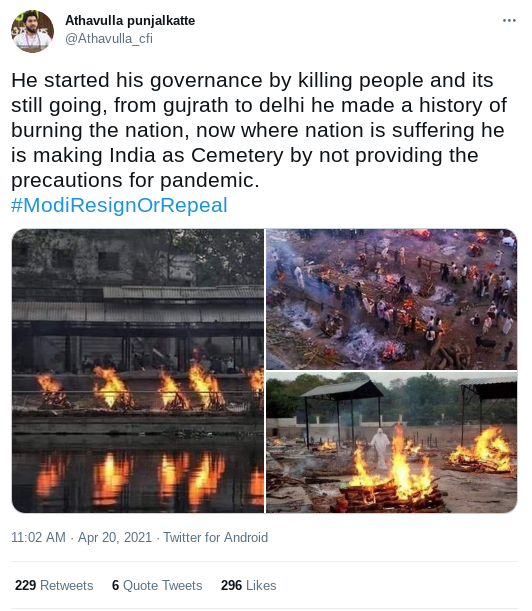 Athavulla punjalkatte
@Athavulla_cfi
He started his governance by killing people and its
still going, from gujrath to delhi he made a history of
burning the nation, now where nation is suffering he
is making India as Cemetery by not providing the
precautions for pandemic.
#ModiResignOrRepeal
11:02 AM · Apr 20, 2021 · Twitter for Android
229 Retweets 6 Quote Tweets 296 Likes